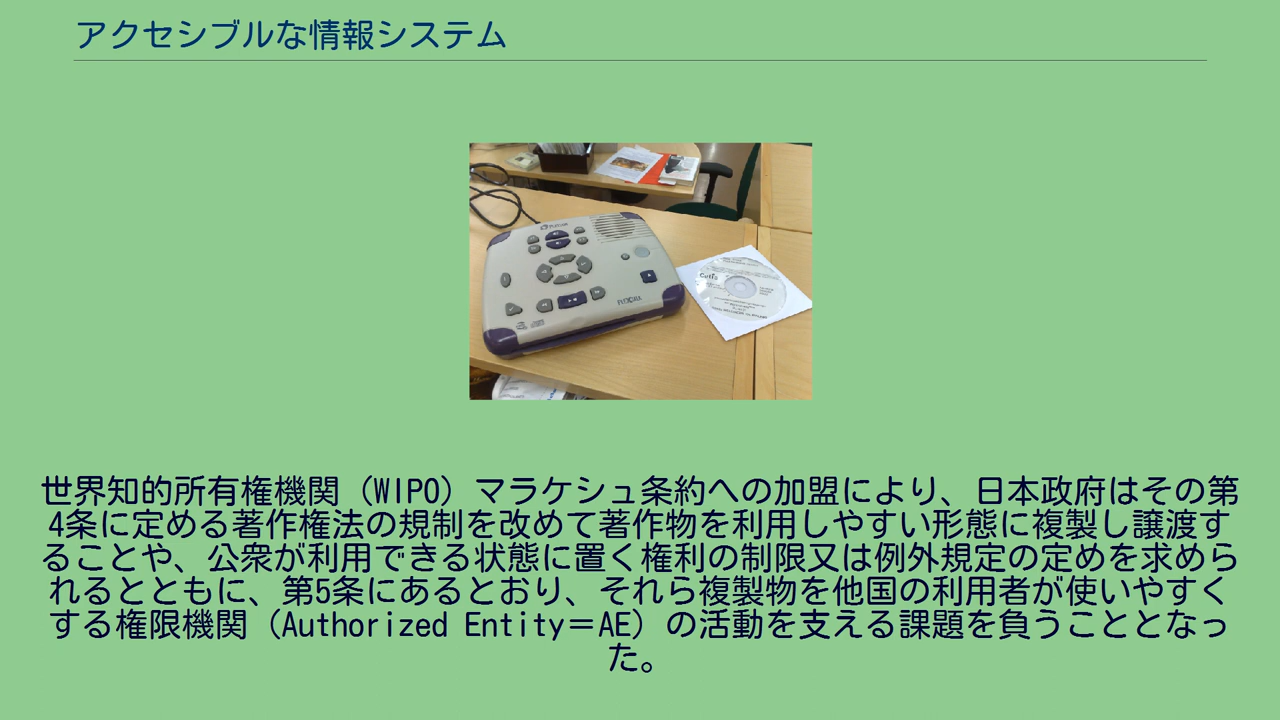 アクセシブルな情報システム
PLEXTALK
世界知的所有権機関（WIPO）マラケシュ条約への加盟により、日本政府はその第
4条に定める著作権法の規制を改めて著作物を利用しやすい形態に複製し譲渡す
ることや、公衆が利用できる状態に置く権利の制限又は例外規定の定めを求めら
れるとともに、第5条にあるとおり、それら複製物を他国の利用者が使いやすく
する権限機関（Authorized Entity＝AE）の活動を支える課題を負うこととなっ
た。